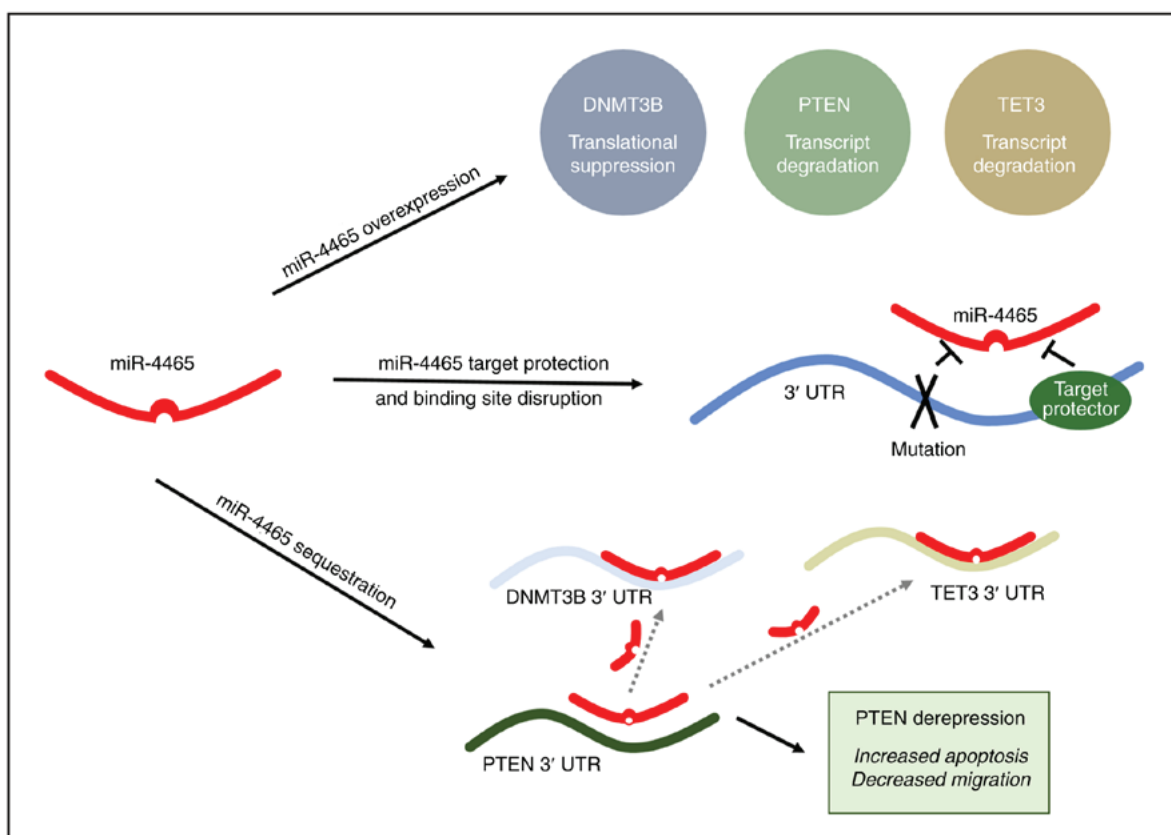 DNMT3B
Translational
suppression
PTEN
Transcript
degradation
TET3
Transcript
degradation
miR-4465 overexpression
miR-4465
miR-4465
miR-4465 target protection
and binding site disruption
3′ UTR
Target
protector
Mutation
miR-4465 sequestration
DNMT3B 3′ UTR
TET3 3′ UTR
PTEN 3′ UTR
PTEN derepression
Increased apoptosis
Decreased migration